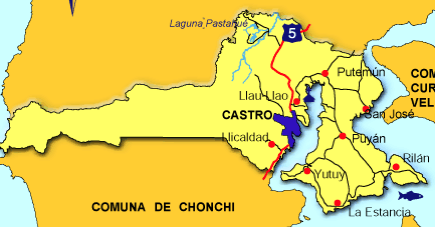 Laguna Pastahué
5
COM
CUR
VEL
Putemún
Llau-Llao
CASTRO
San José
Llicaldad
Puyán
Rilán
Yutuy
La Estancia
COMUNA DE CHONCHI